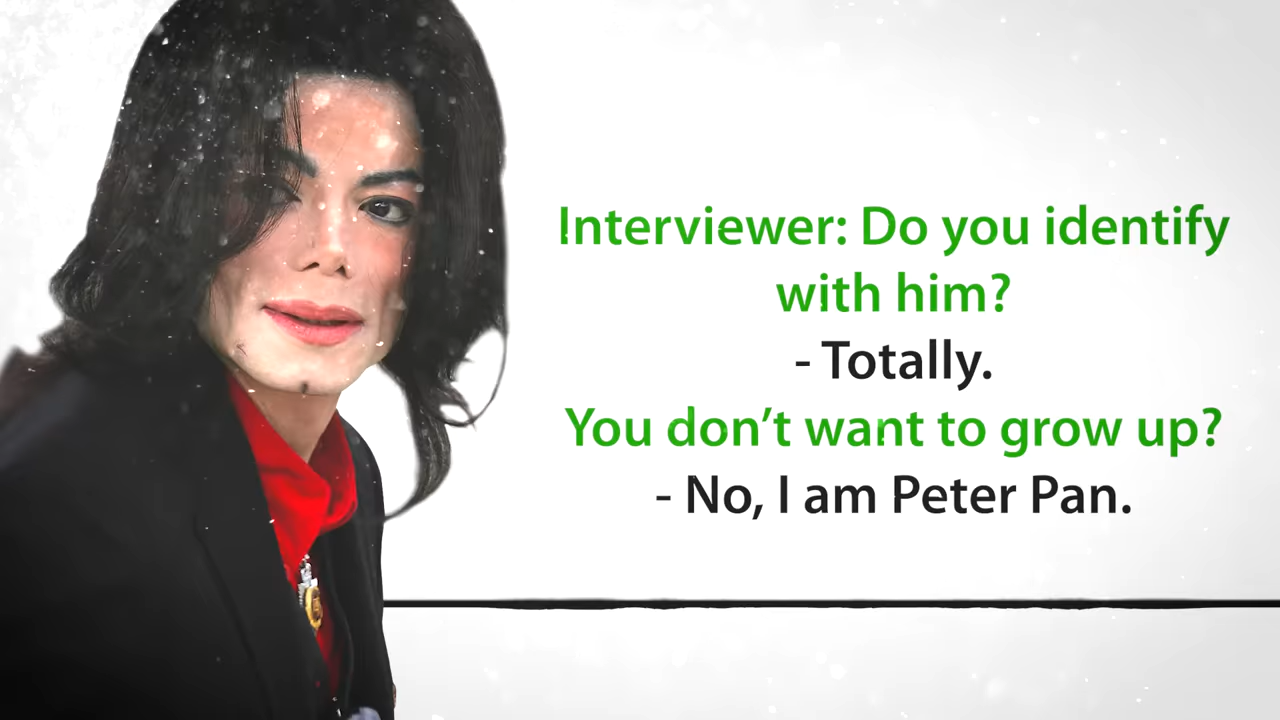 Interviewer: Do you identify
with him?
- Totally.
You don’t want to grow up?
- No, I am Peter Pan.